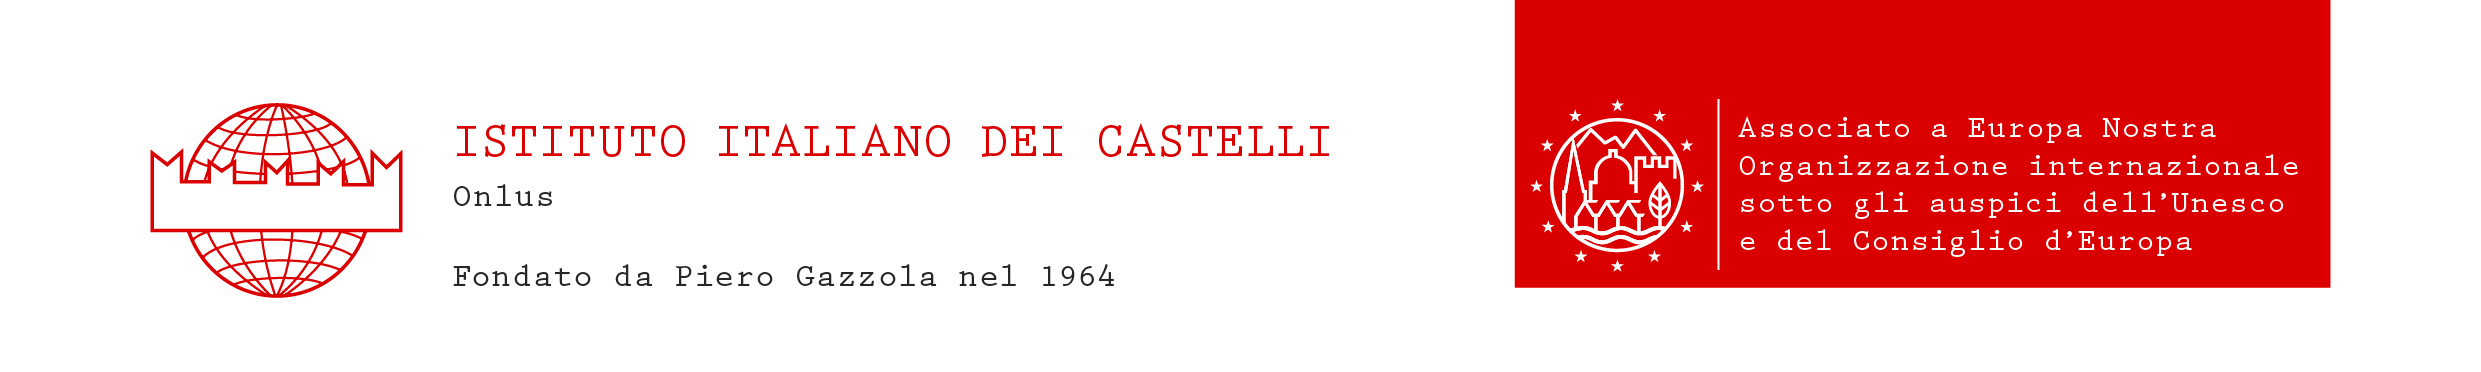 ISTITUTO ITALIANO DEI CASTELLI
Onlus
Fondato da Piero Gazzola nel 1964
Associato a Europa Nostra
Organizzazione internazionale
sotto gli auspici dell’Unesco
e del Consiglio d’Europa